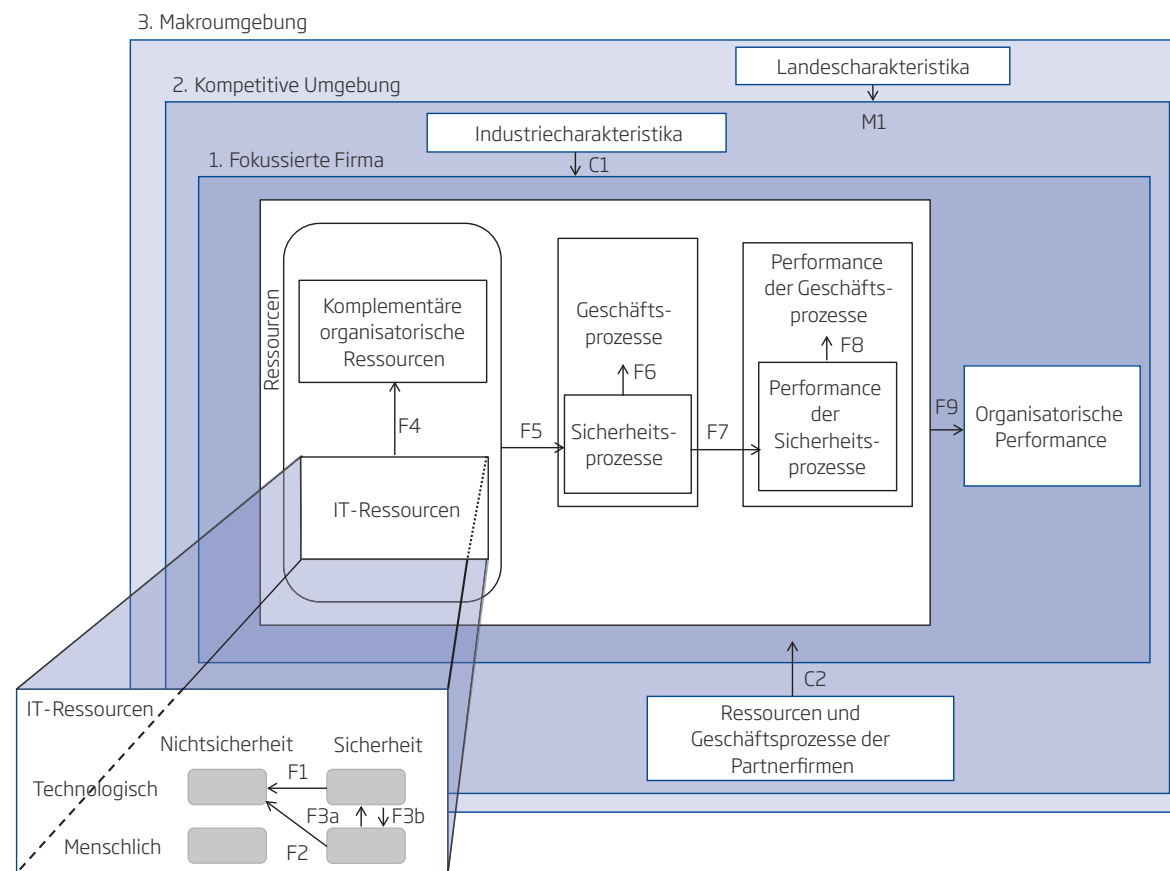 3. Makroumgebung
Landescharakteristika
2. Kompetitive Umgebung
M1
Industriecharakteristika
1. Fokussierte Firma
C1
Ressourcen
Komplementäre
organisatorische
Ressourcen
F4
IT-Ressourcen
F5
Geschäfts-
prozesse
F6
Sicherheits-
prozesse
F7
Performance
der Geschäfts-
prozesse
F8
Performance
der
Sicherheits-
prozesse
F9
Organisatorische
Performance
C2
Ressourcen und
Geschäftsprozesse der
Partnerfirmen
IT-Ressourcen
Nichtsicherheit
Sicherheit
Technologisch
F1
F3a
F3b
Menschlich
F2